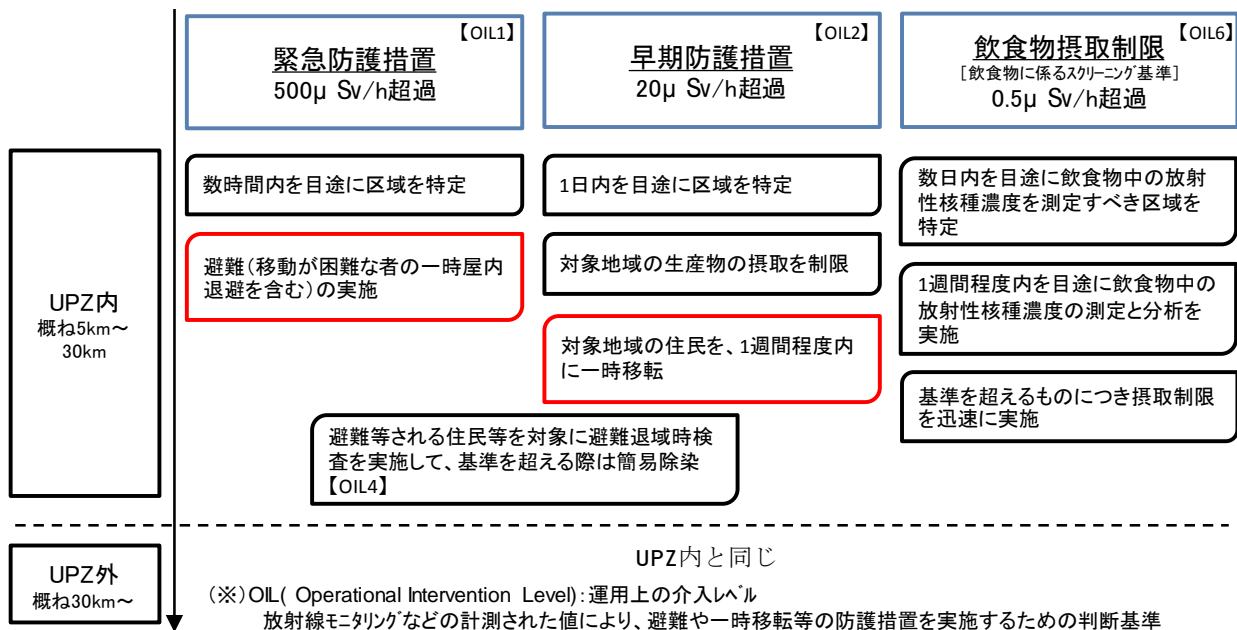 【OIL1】
緊急防護措置
500μ Sv/h超過
【OIL2】
早期防護措置
20μ Sv/h超過
【OIL6】
飲食物摂取制限
[飲食物に係るスクリーニング基準]
0.5μ Sv/h超過
UPZ内
概ね5km～
30km
数時間内を目途に区域を特定
避難(移動が困難な者の一時屋内
退避を含む)の実施
1日内を目途に区域を特定
対象地域の生産物の摂取を制限
対象地域の住民を、1週間程度内
に一時移転
数日内を目途に飲食物中の放射
性核種濃度を測定すべき区域を
特定
1週間程度内を目途に飲食物中の
放射性核種濃度の測定と分析を
実施
基準を超えるものにつき摂取制限
を迅速に実施
避難等される住民等を対象に避難退域時検
査を実施して、基準を超える際は簡易除染
【OIL4】
UPZ外
概ね30km～
UPZ内と同じ
(※)OIL( Operational Intervention Level):運用上の介入レベル
放射線モニタリングなどの計測された値により、避難や一時移転等の防護措置を実施するための判断基準